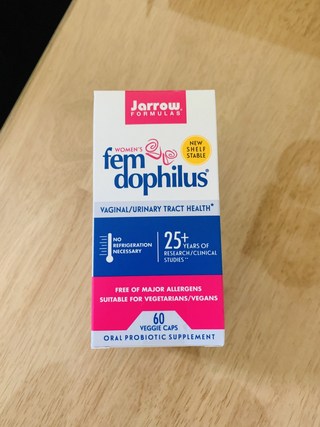 Jarrow
FORMULAS®
WOMEN'S
fem
dophilus®
NEW
SHELF
STABLE
VAGINAL/URINARY TRACT HEALTH*
NO
REFRIGERATION
NECESSARY
25+ YEARS OF
RESEARCH/CLINICAL
STUDIES**
FREE OF MAJOR ALLERGENS
SUITABLE FOR VEGETARIANS/VEGANS
60
VEGGIE CAPS
ORAL PROBIOTIC SUPPLEMENT